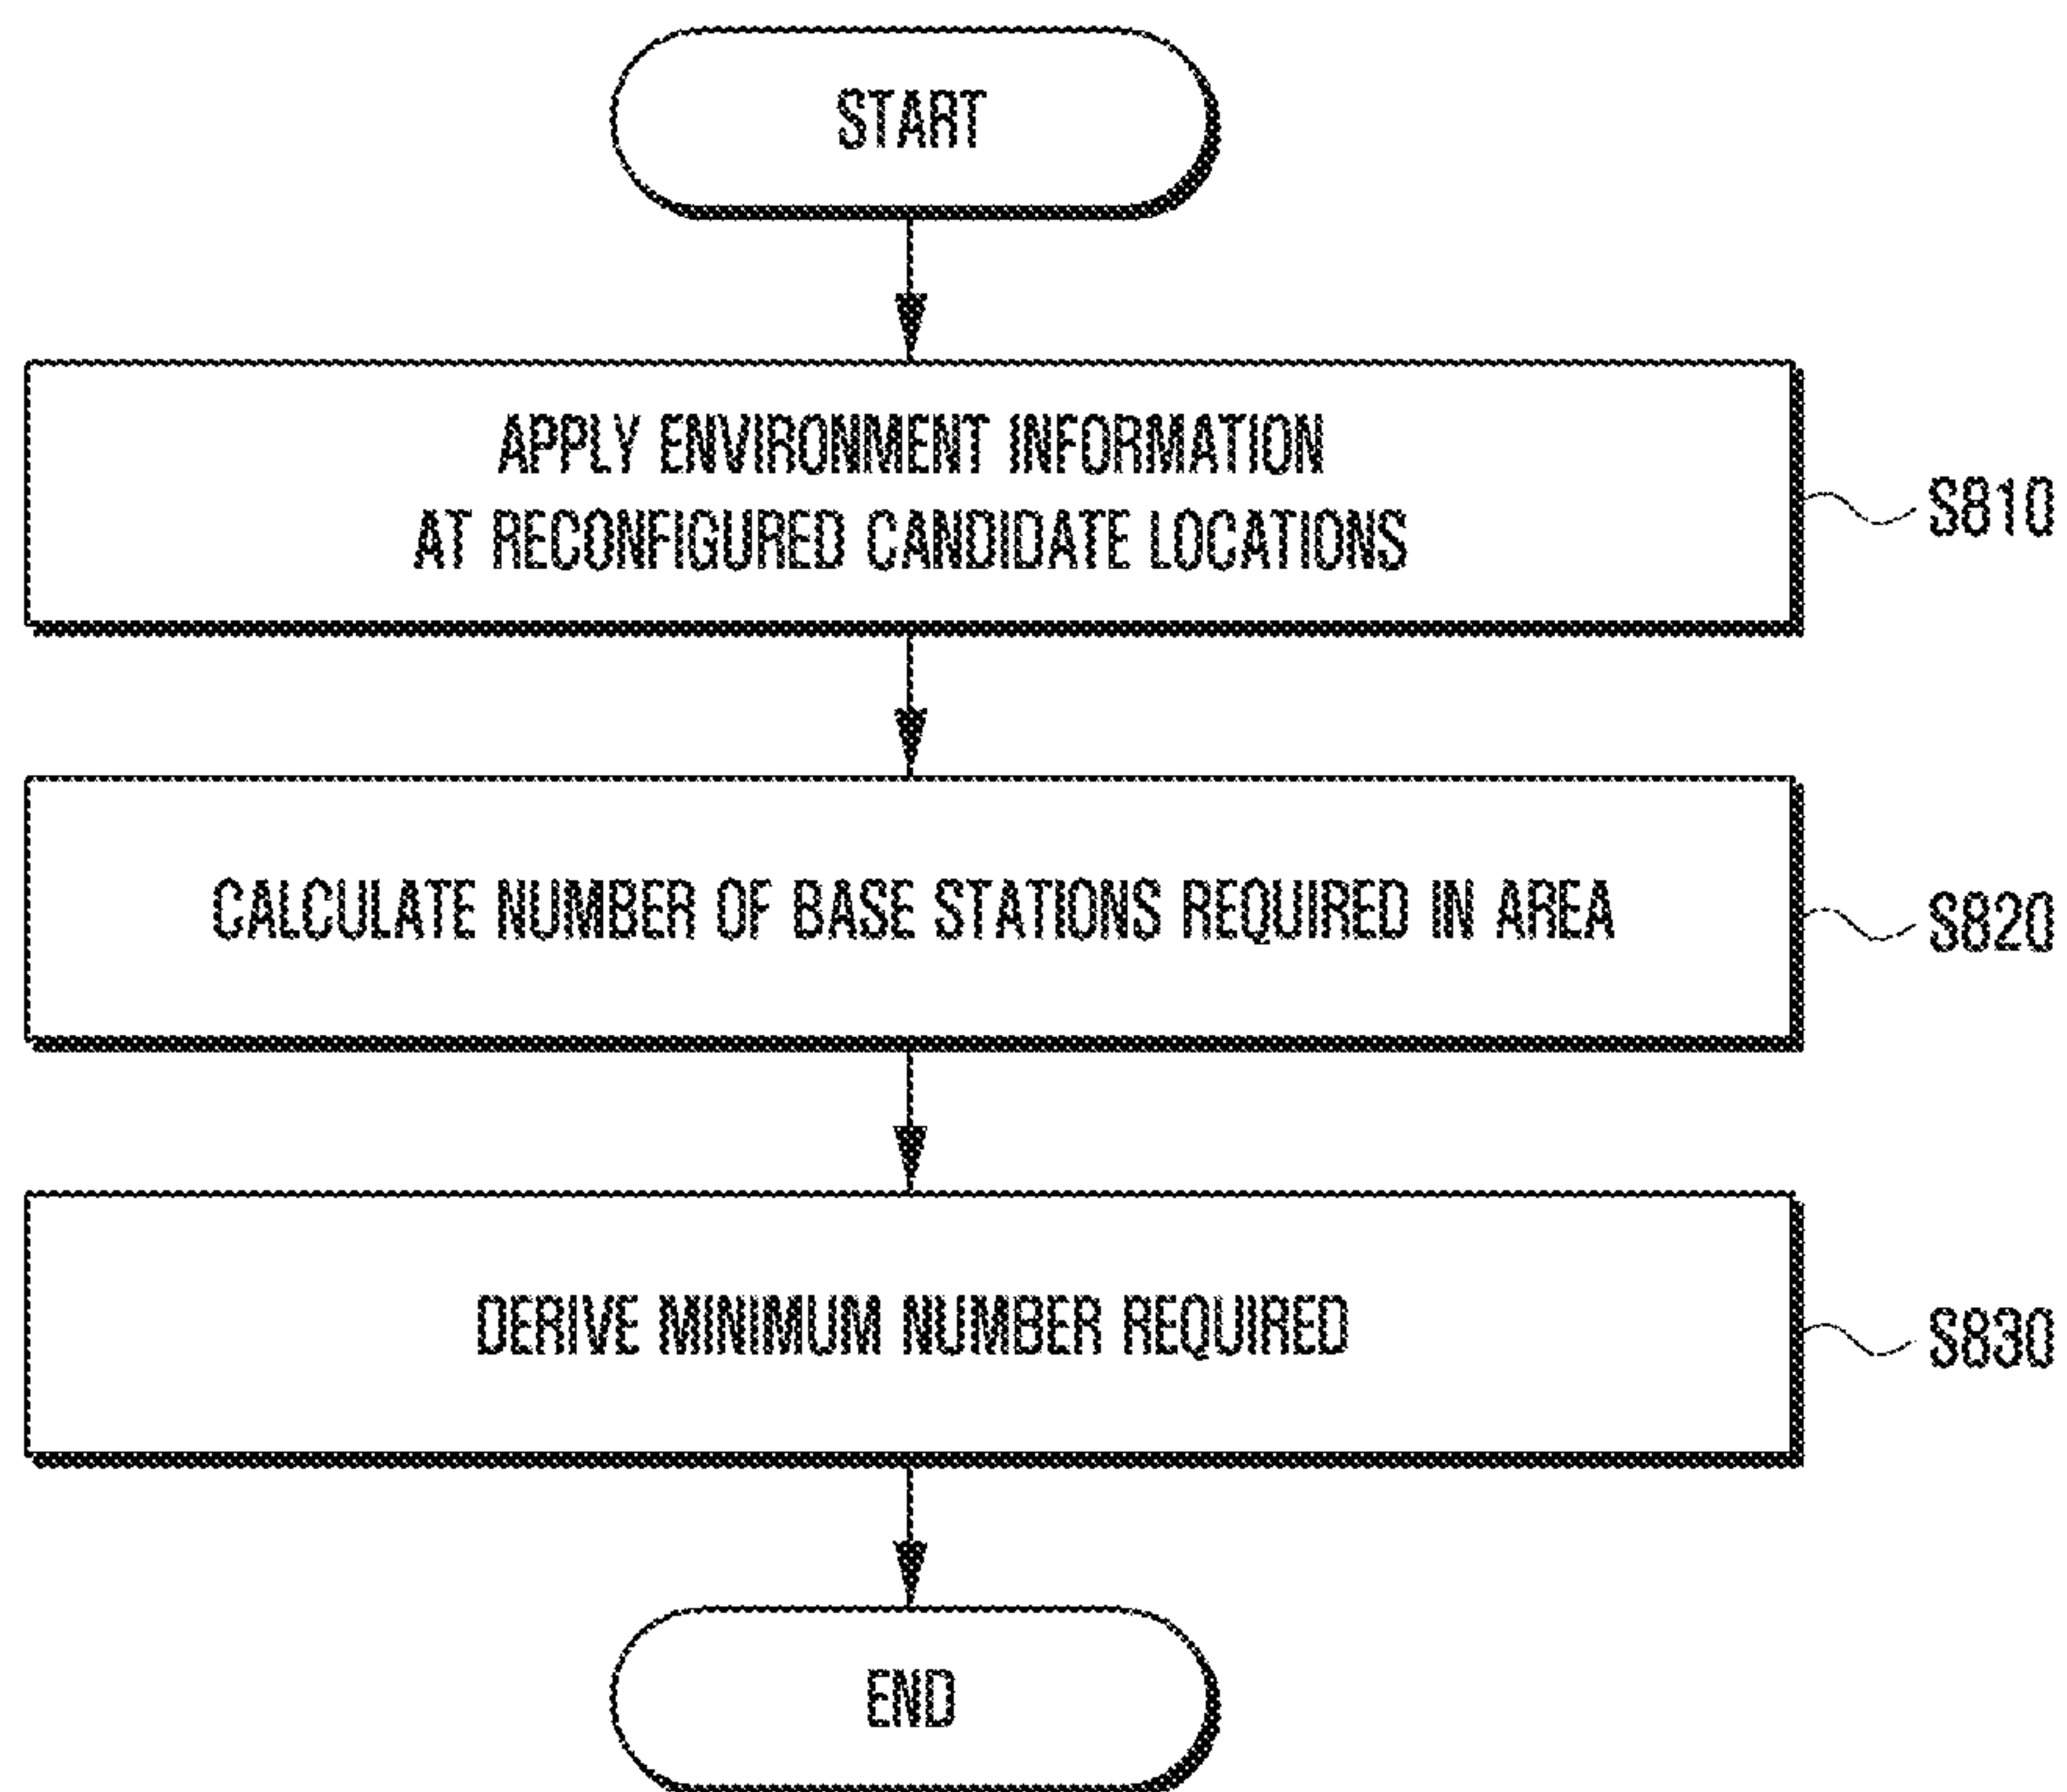 START
APPLY ENVIRONMENT INFORMATION
AT RECONFIGURED CANDIDATE LOCATIONS
S810
CALCULATE NUMBER OF BASE STATIONS REQUIRED IN AREA
S820
DERIVE MINIMUM NUMBER REQUIRED
S830
END